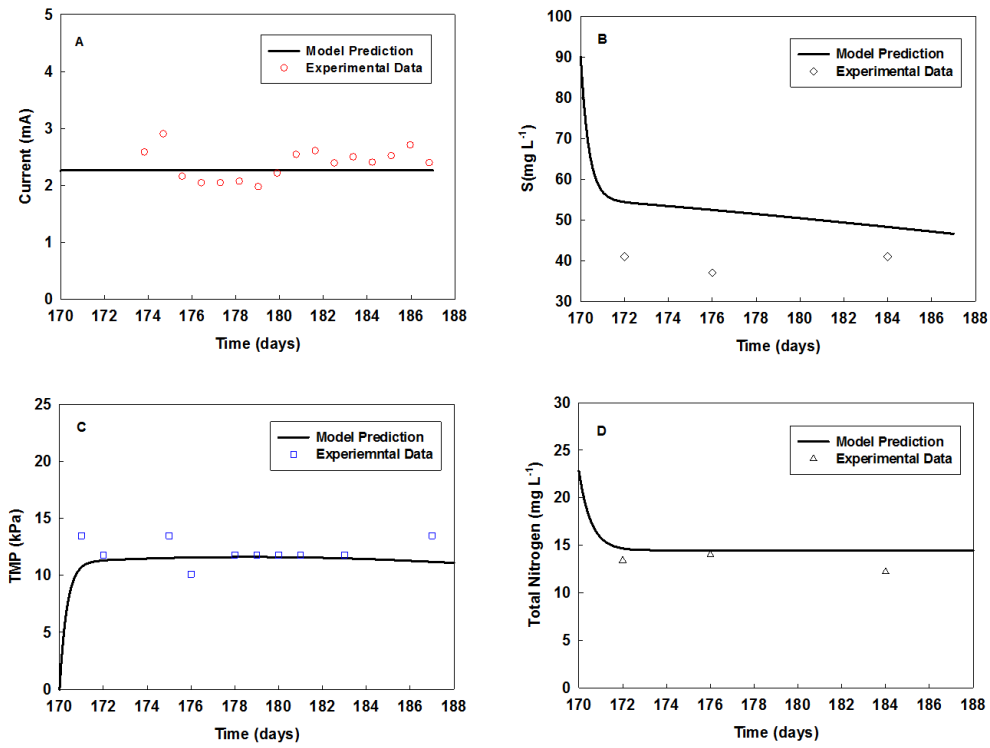 A
Model Prediction
Experimental Data
Current (mA)
5
4
3
2
1
0
170 172 174 176 178 180 182 184 186 188
Time (days)
B
Model Prediction
Experimental Data
S(mg L-1)
100
90
80
70
60
50
40
30
170 172 174 176 178 180 182 184 186 188
Time (days)
C
Model Prediction
Experiemntal Data
TMP (kPa)
25
20
15
10
5
0
170 172 174 176 178 180 182 184 186 188
Time (days)
D
Model Prediction
Experimental Data
Total Nitrogen (mg L-1)
30
25
20
15
10
5
0
170 172 174 176 178 180 182 184 186 188
Time (days)